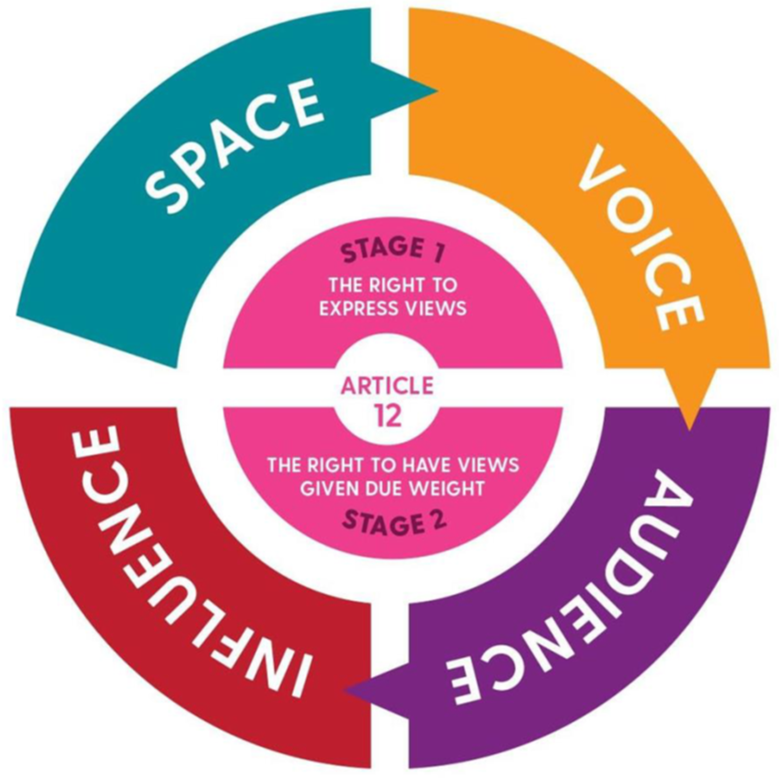 SPACE
VOICE
STAGE 1
THE RIGHT TO
EXPRESS VIEWS
ARTICLE
12
THE RIGHT TO HAVE VIEWS
GIVEN DUE WEIGHT
STAGE 2
AUDIENCE
INFLUENCE